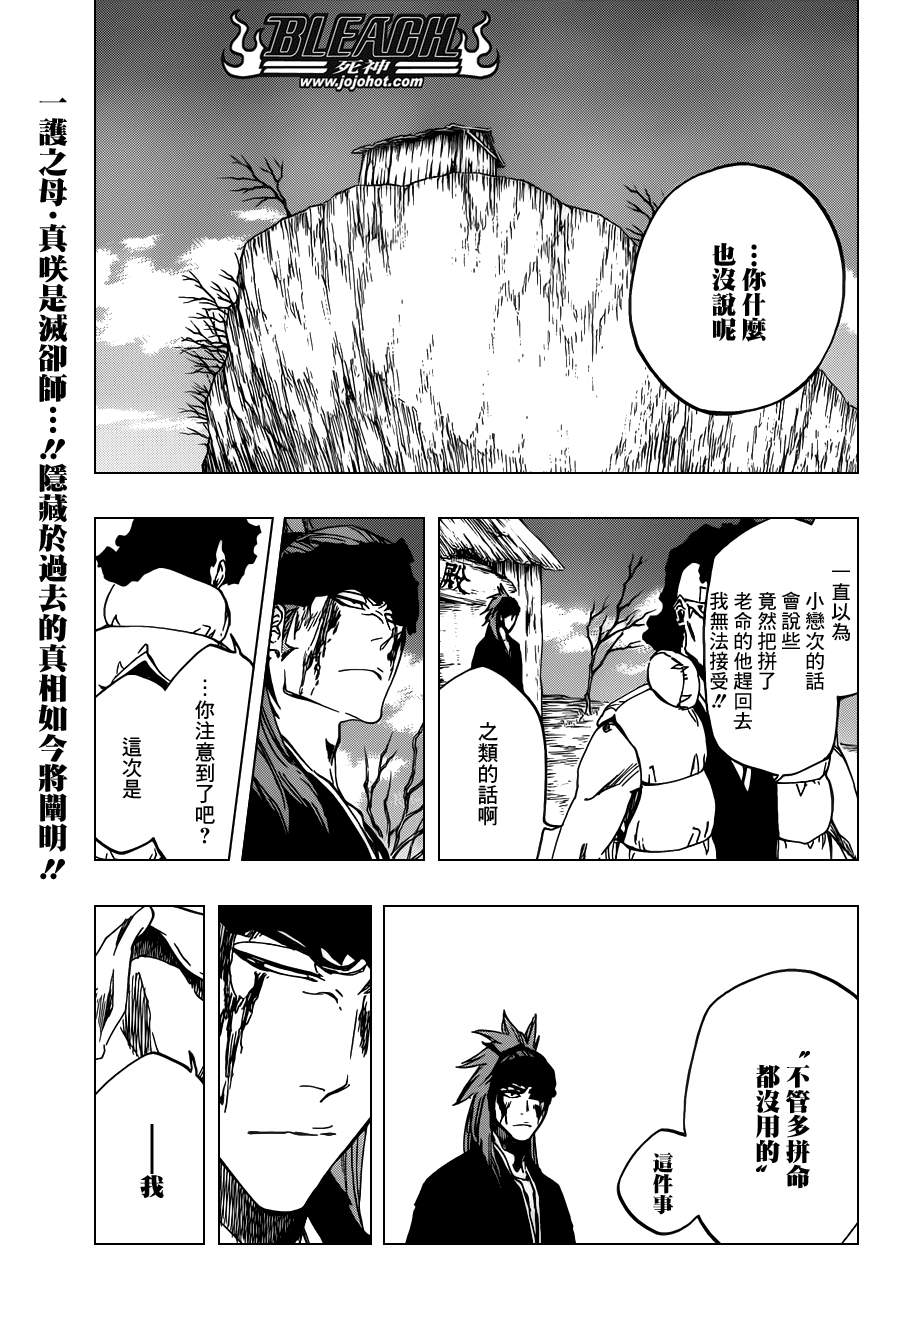 BLEACH
死神
www.jojohot.com
一護之母・真咲是滅卻師…!!隱藏於過去的真相如今將闡明!!
…你什麼
也沒說呢
一直以為
小戀次的話
會說些
竟然把拼了
老命的他趕回去
我無法接受!!
之類的話啊
殿
…你注意到了吧？
這次是
〝不管多拼命
都沒用的〞
這件事
——我